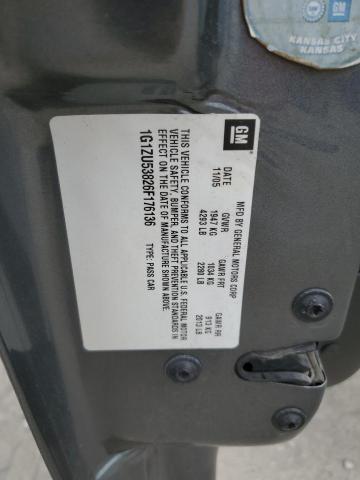 KANSAS CITY
KANSAS
GM
MFD BY GENERAL MOTORS CORP
DATE GVWR GAWR FRT GAWR RR
11/05 1947 KG 1034 KG 913 KG
4293 LB 2280 LB 2013 LB
THIS VEHICLE CONFORMS TO ALL APPLICABLE U.S. FEDERAL MOTOR
VEHICLE SAFETY, BUMPER, AND THEFT PREVENTION STANDARDS IN
EFFECT ON THE DATE OF MANUFACTURE SHOWN ABOVE.
1G1ZU53826F176136 TYPE: PASS CAR